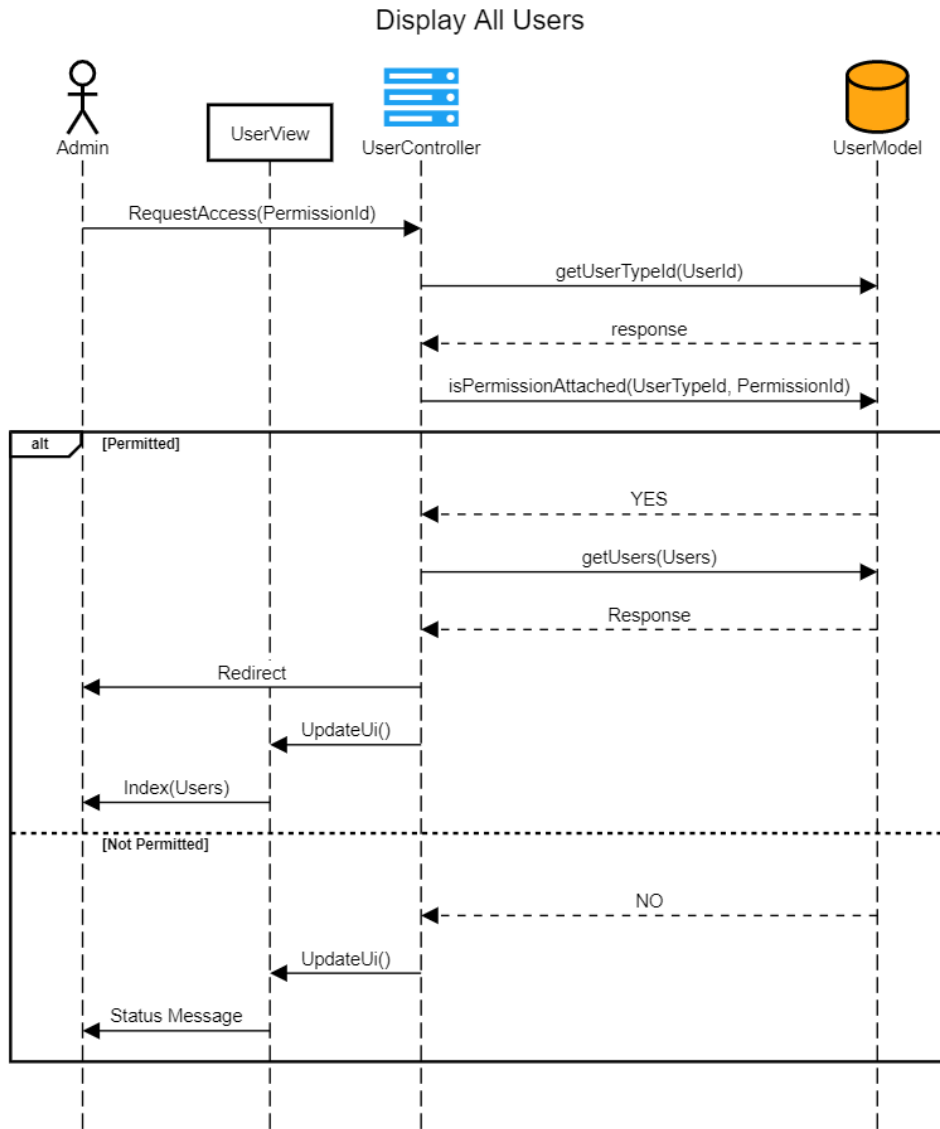 Display All Users
Admin
UserView
UserController
UserModel
RequestAccess(PermissionId)
getUserTypeId(UserId)
response
isPermissionAttached(UserTypeId, PermissionId)
alt
[Permitted]
YES
getUsers(Users)
Response
Redirect
UpdateUi()
Index(Users)
[Not Permitted]
NO
UpdateUi()
Status Message